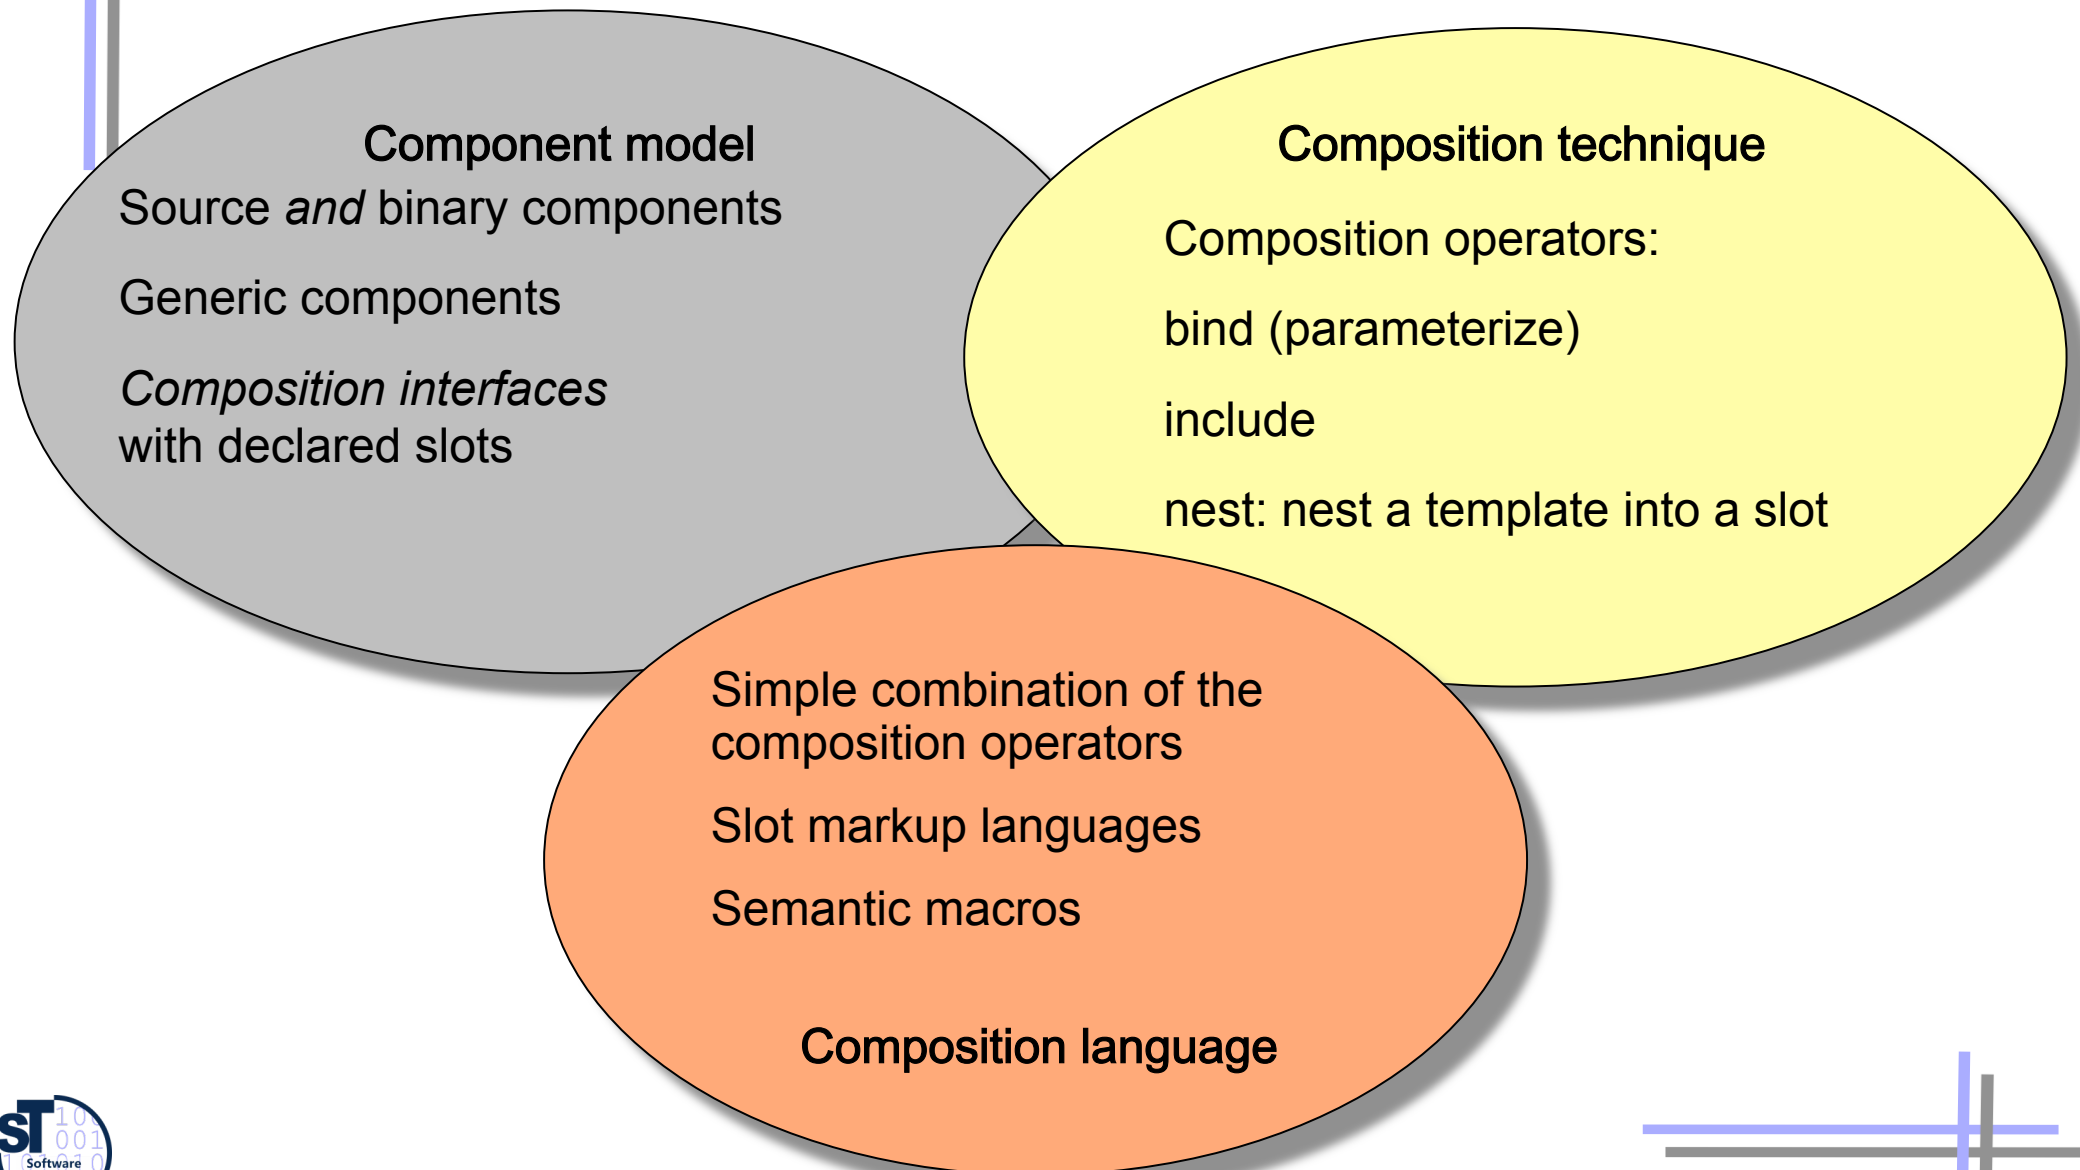 Component model
Source and binary components
Generic components
Composition interfaces
with declared slots
Composition technique
Composition operators:
bind (parameterize)
include
nest: nest a template into a slot
Simple combination of the
composition operators
Slot markup languages
Semantic macros
Composition language
sT
Software